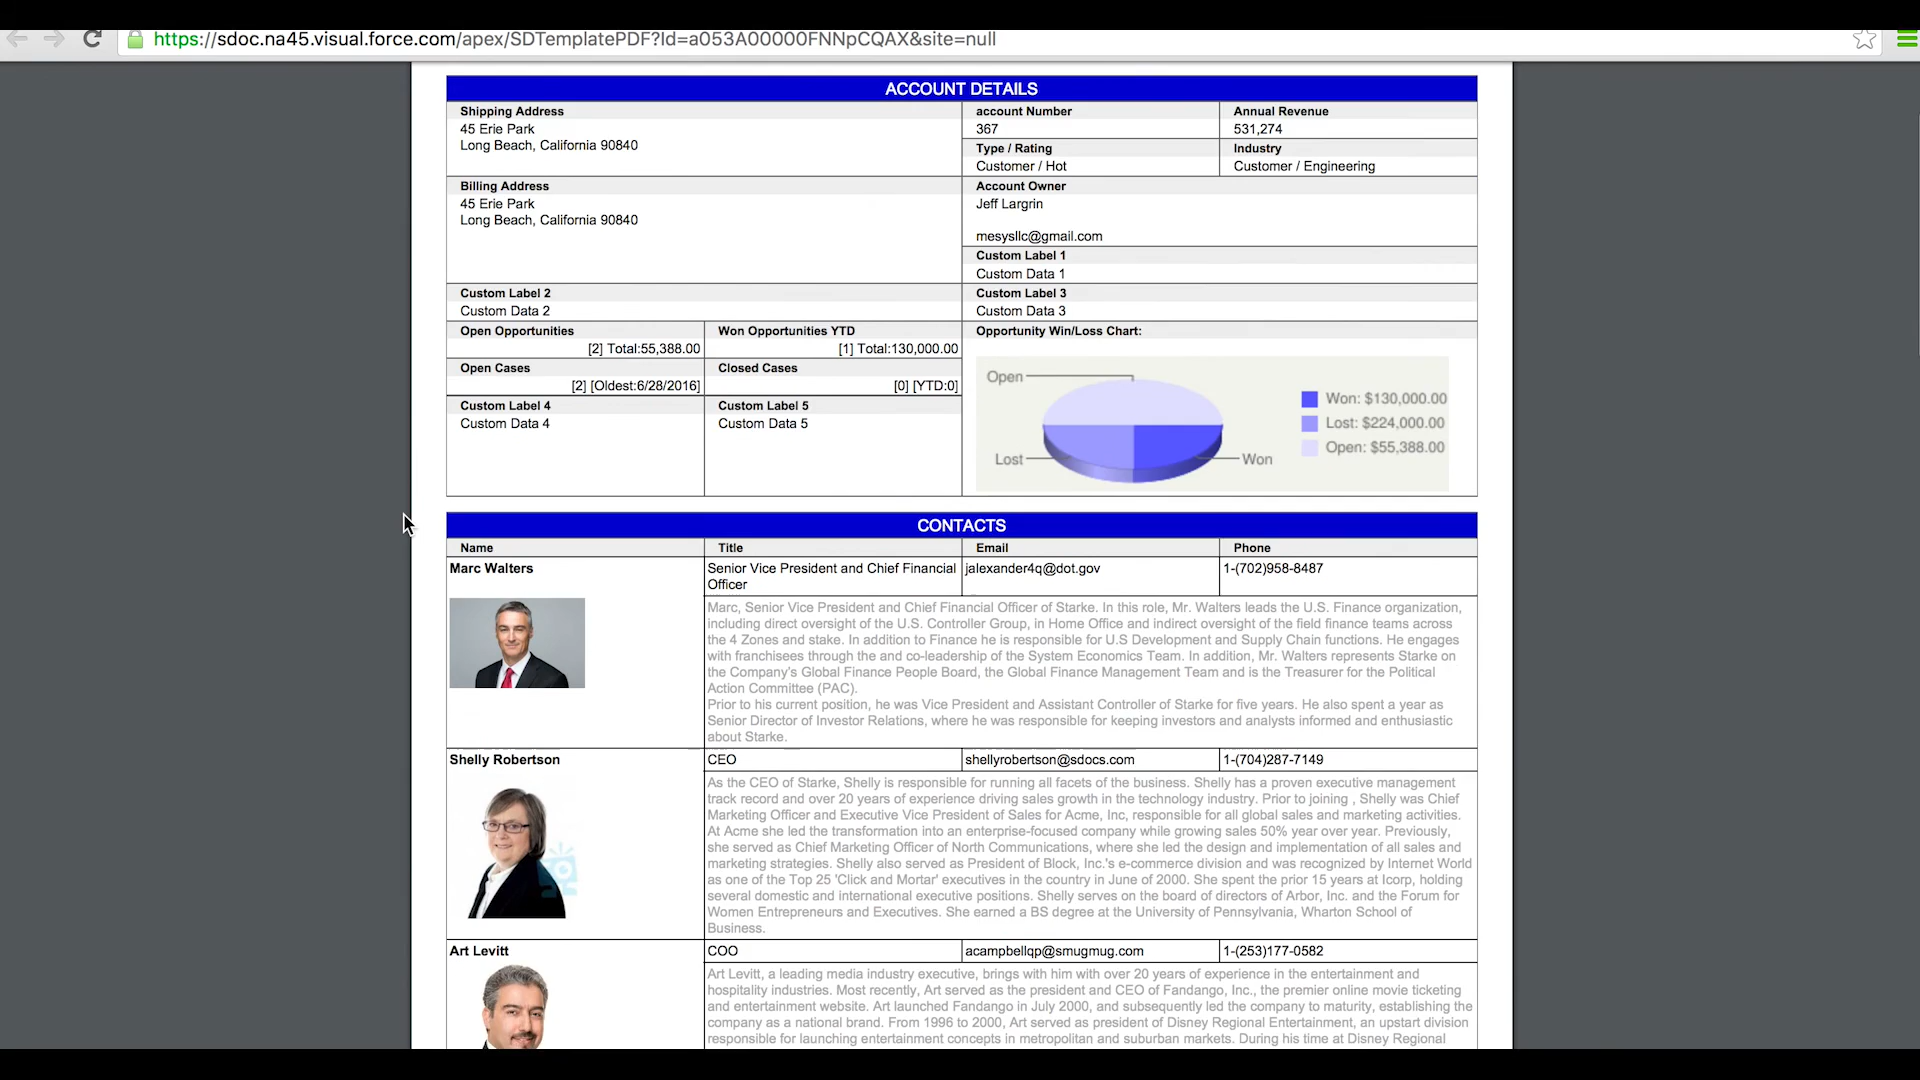 https://sdoc.na45.visual.force.com/apex/SDTemplatePDF?Id=a053A00000FNNpCQAX&site=null
ACCOUNT DETAILS
Shipping Address
45 Erie Park
Long Beach, California 90840
account Number
367
Annual Revenue
531,274
Type / Rating
Customer / Hot
Industry
Customer / Engineering
Billing Address
45 Erie Park
Long Beach, California 90840
Account Owner
Jeff Largrin
mesysllc@gmail.com
Custom Label 1
Custom Data 1
Custom Label 2
Custom Data 2
Custom Label 3
Custom Data 3
Open Opportunities
[2] Total:55,388.00
Won Opportunities YTD
[1] Total:130,000.00
Opportunity Win/Loss Chart:
Open Cases
[2] [Oldest:6/28/2016]
Closed Cases
[0] [YTD:0]
Custom Label 4
Custom Data 4
Custom Label 5
Custom Data 5
Open
Lost
Won
Won: $130,000.00
Lost: $224,000.00
Open: $55,388.00
CONTACTS
Name Title Email Phone
Marc Walters
Senior Vice President and Chief Financial
Officer
jalexander4q@dot.gov
1-(702)958-8487
Marc, Senior Vice President and Chief Financial Officer of Starke. In this role, Mr. Walters leads the U.S. Finance organization,
including direct oversight of the U.S. Controller Group, in Home Office and indirect oversight of the field finance teams across
the 4 Zones and stake. In addition to Finance he is responsible for U.S Development and Supply Chain functions. He engages
with franchisees through the and co-leadership of the System Economics Team. In addition, Mr. Walters represents Starke on
the Company's Global Finance People Board, the Global Finance Management Team and is the Treasurer for the Political
Action Committee (PAC).
Prior to his current position, he was Vice President and Assistant Controller of Starke for five years. He also spent a year as
Senior Director of Investor Relations, where he was responsible for keeping investors and analysts informed and enthusiastic
about Starke.
Shelly Robertson
CEO
shellyrobertson@sdocs.com
1-(704)287-7149
As the CEO of Starke, Shelly is responsible for running all facets of the business. Shelly has a proven executive management
track record and over 20 years of experience driving sales growth in the technology industry. Prior to joining , Shelly was Chief
Marketing Officer and Executive Vice President of Sales for Acme, Inc, responsible for all global sales and marketing activities.
At Acme she led the transformation into an enterprise-focused company while growing sales 50% year over year. Previously,
she served as Chief Marketing Officer of North Communications, where she led the design and implementation of all sales and
marketing strategies. Shelly also served as President of Block, Inc.'s e-commerce division and was recognized by Internet World
as one of the Top 25 'Click and Mortar' executives in the country in June of 2000. She spent the prior 15 years at Icorp, holding
several domestic and international executive positions. Shelly serves on the board of directors of Arbor, Inc. and the Forum for
Women Entrepreneurs and Executives. She earned a BS degree at the University of Pennsylvania, Wharton School of
Business.
Art Levitt
COO
acampbellqp@smugmug.com
1-(253)177-0582
Art Levitt, a leading media industry executive, brings with him with over 20 years of experience in the entertainment and
hospitality industries. Most recently, Art served as the president and CEO of Fandango, Inc., the premier online movie ticketing
and entertainment website. Art launched Fandango in July 2000, and subsequently led the company to maturity, establishing the
company as a national brand. From 1996 to 2000, Art served as president of Disney Regional Entertainment, an upstart division
responsible for launching entertainment concepts in metropolitan and suburban markets. During his time at Disney Regional